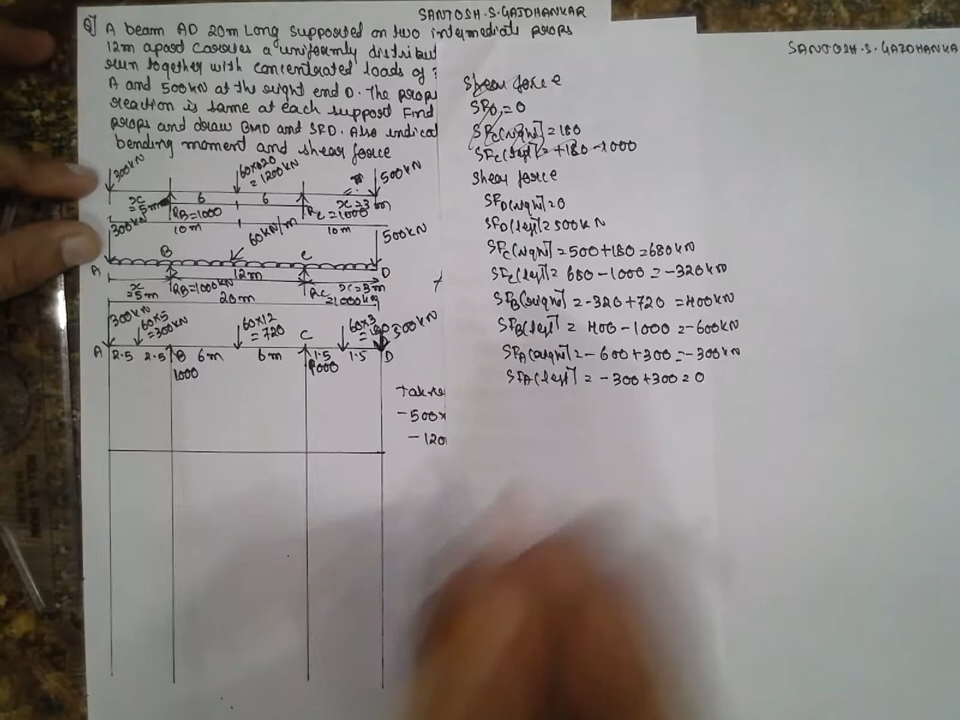 SANTOSH.S.GAJDHANKAR
Q) A beam AD 20m Long supported on two intermediate props
12m apart carries a uniformly distribut
run together with concentrated loads of
A and 500kN at the right end D. The props
reaction is same at each support Find
props and draw BMD and SFD. Also indicat
bending moment and shear force
300kN
60x20
=1200kN
500kN
x
=5m
6
6
x=3m
RB=1000
RC=1000
300kN
10m
60kN/m
10m
500kN
B
C
A
12m
D
x
=5m
RB=1000kN
RC
=1000kN
x=3m
20m
300kN
60x5
=300kN
60x12
=720
60x3
300kN
A
2.5
2.5
B
6m
6m
C
1.5
1.5
D
1000
1000
Take
-500x
-120
Shear force
SFD=0
SFC(right)=180
SFC(left)=+180-1000
Shear force
SFD(right)=0
SFD(left)=500kN
SFC(right)=500+180=680kN
SFC(left)=680-1000=-320kN
SFB(right)=-320+720=400kN
SFB(left)=400-1000=-600kN
SFA(right)=-600+300=-300kN
SFA(left)=-300+300=0
SANTOSH.S.GAJDHANKA